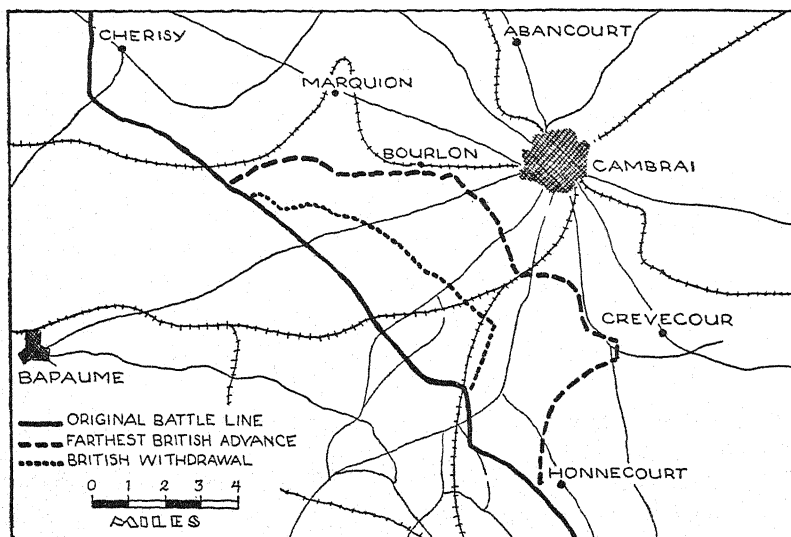 CHERISY
ABANCOURT
MARQUION
BOURLON
CAMBRAI
CREVECOUR
BAPAUME
ORIGINAL BATTLE LINE
FARTHEST BRITISH ADVANCE
BRITISH WITHDRAWAL
HONNECOURT
0 1 2 3 4
MILES